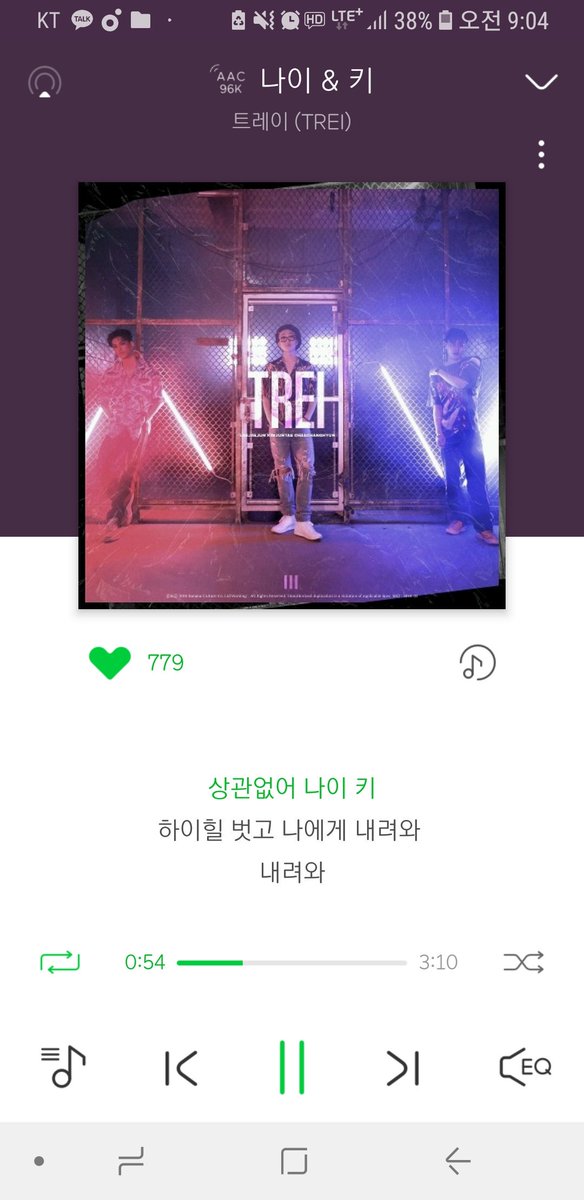 KT TALK HD LTE+ 38% 오전 9:04
AAC 96K 나이 & 키
트레이 (TREI)
TREI
779
상관없어 나이 키
하이힐 벗고 나에게 내려와
내려와
0:54 3:10
EQ